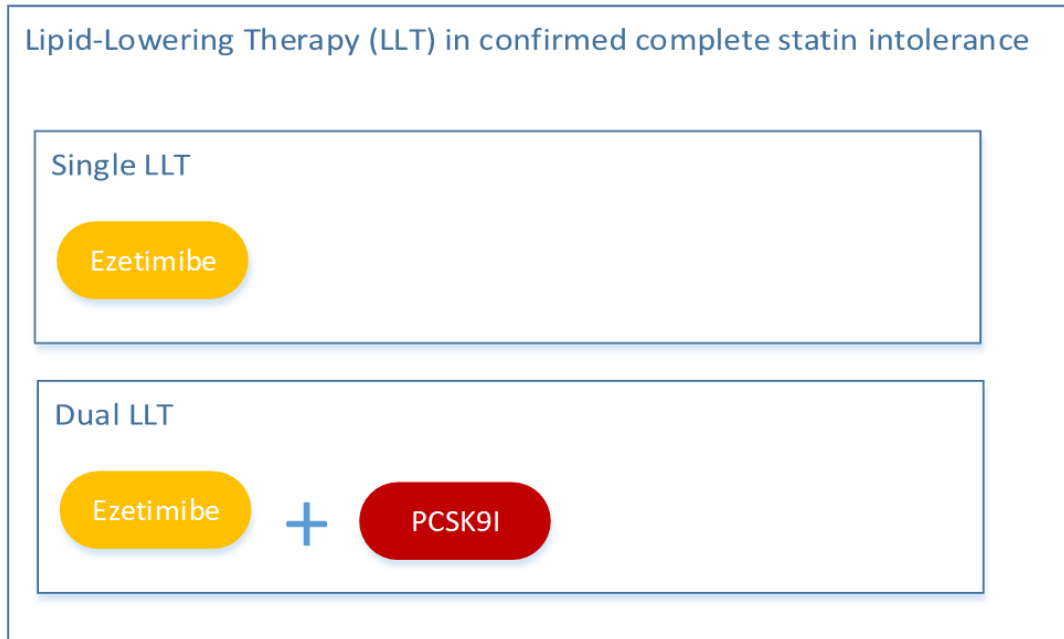 Lipid-Lowering Therapy (LLT) in confirmed complete statin intolerance
Single LLT
Ezetimibe
Dual LLT
Ezetimibe + PCSK9I